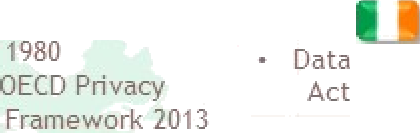 1980
OECD Privacy
Framework 2013
• Data
Act